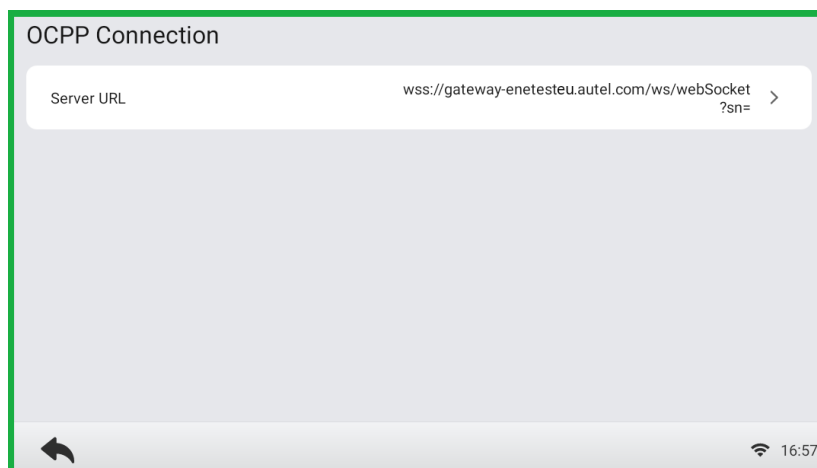 OCPP Connection
Server URL
wss://gateway-enetesteu.autel.com/ws/webSocket
?sn=
16:57